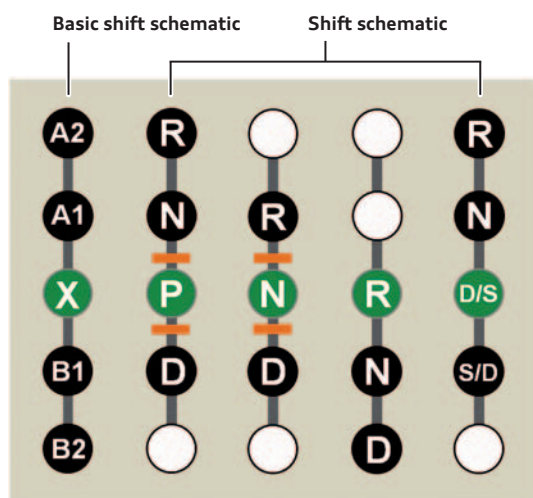 Basic shift schematic Shift schematic
A2 R R
A1 N R N
X P N R D/S
B1 D D N S/D
B2 D